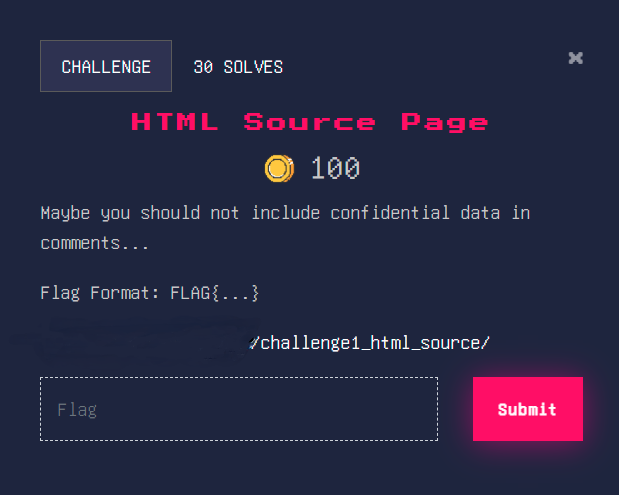 CHALLENGE
30 SOLVES
HTML Source Page
100
Maybe you should not include confidential data in
comments...
Flag Format: FLAG{...}
/challenge1_html_source/
Flag
Submit